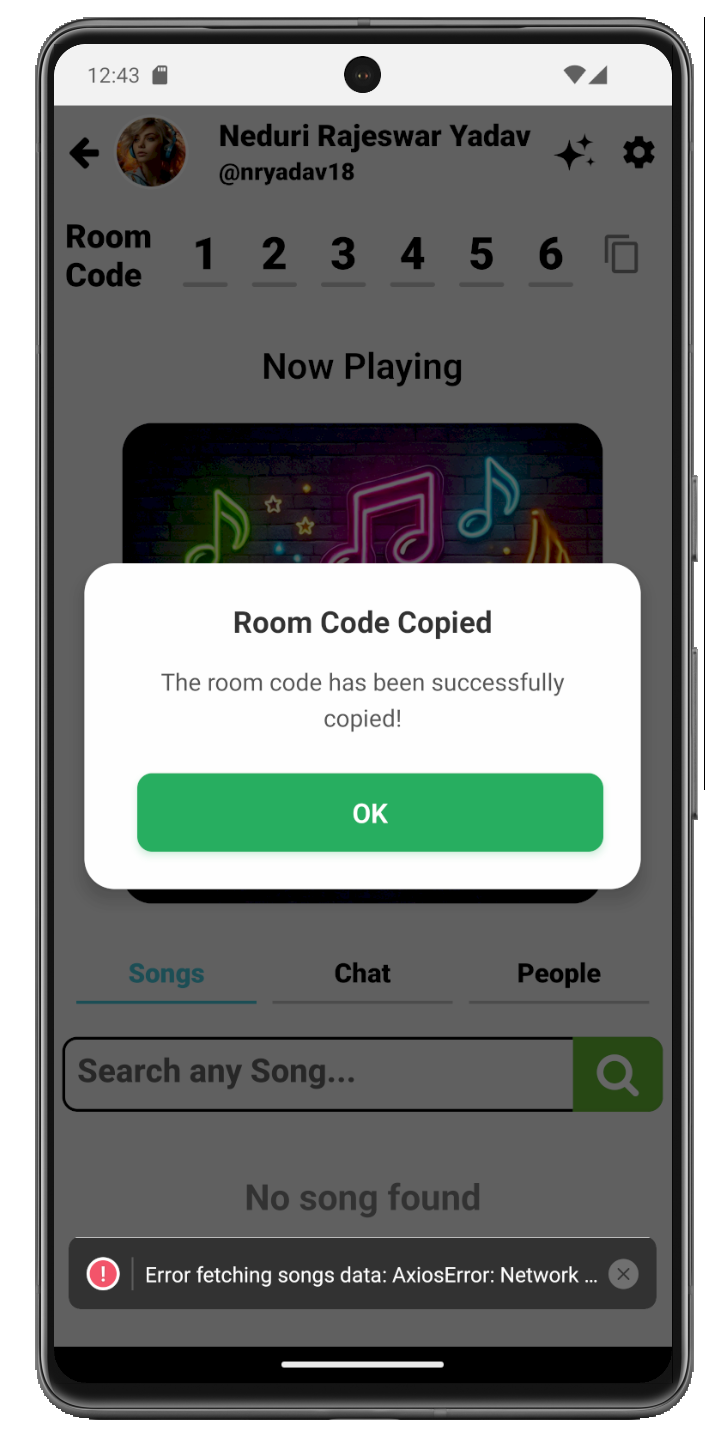 12:43
Neduri Rajeswar Yadav
@nryadav18
Room
Code
1 2 3 4 5 6
Now Playing
Room Code Copied
The room code has been successfully
copied!
OK
Songs Chat People
Search any Song...
No song found
! Error fetching songs data: AxiosError: Network ...